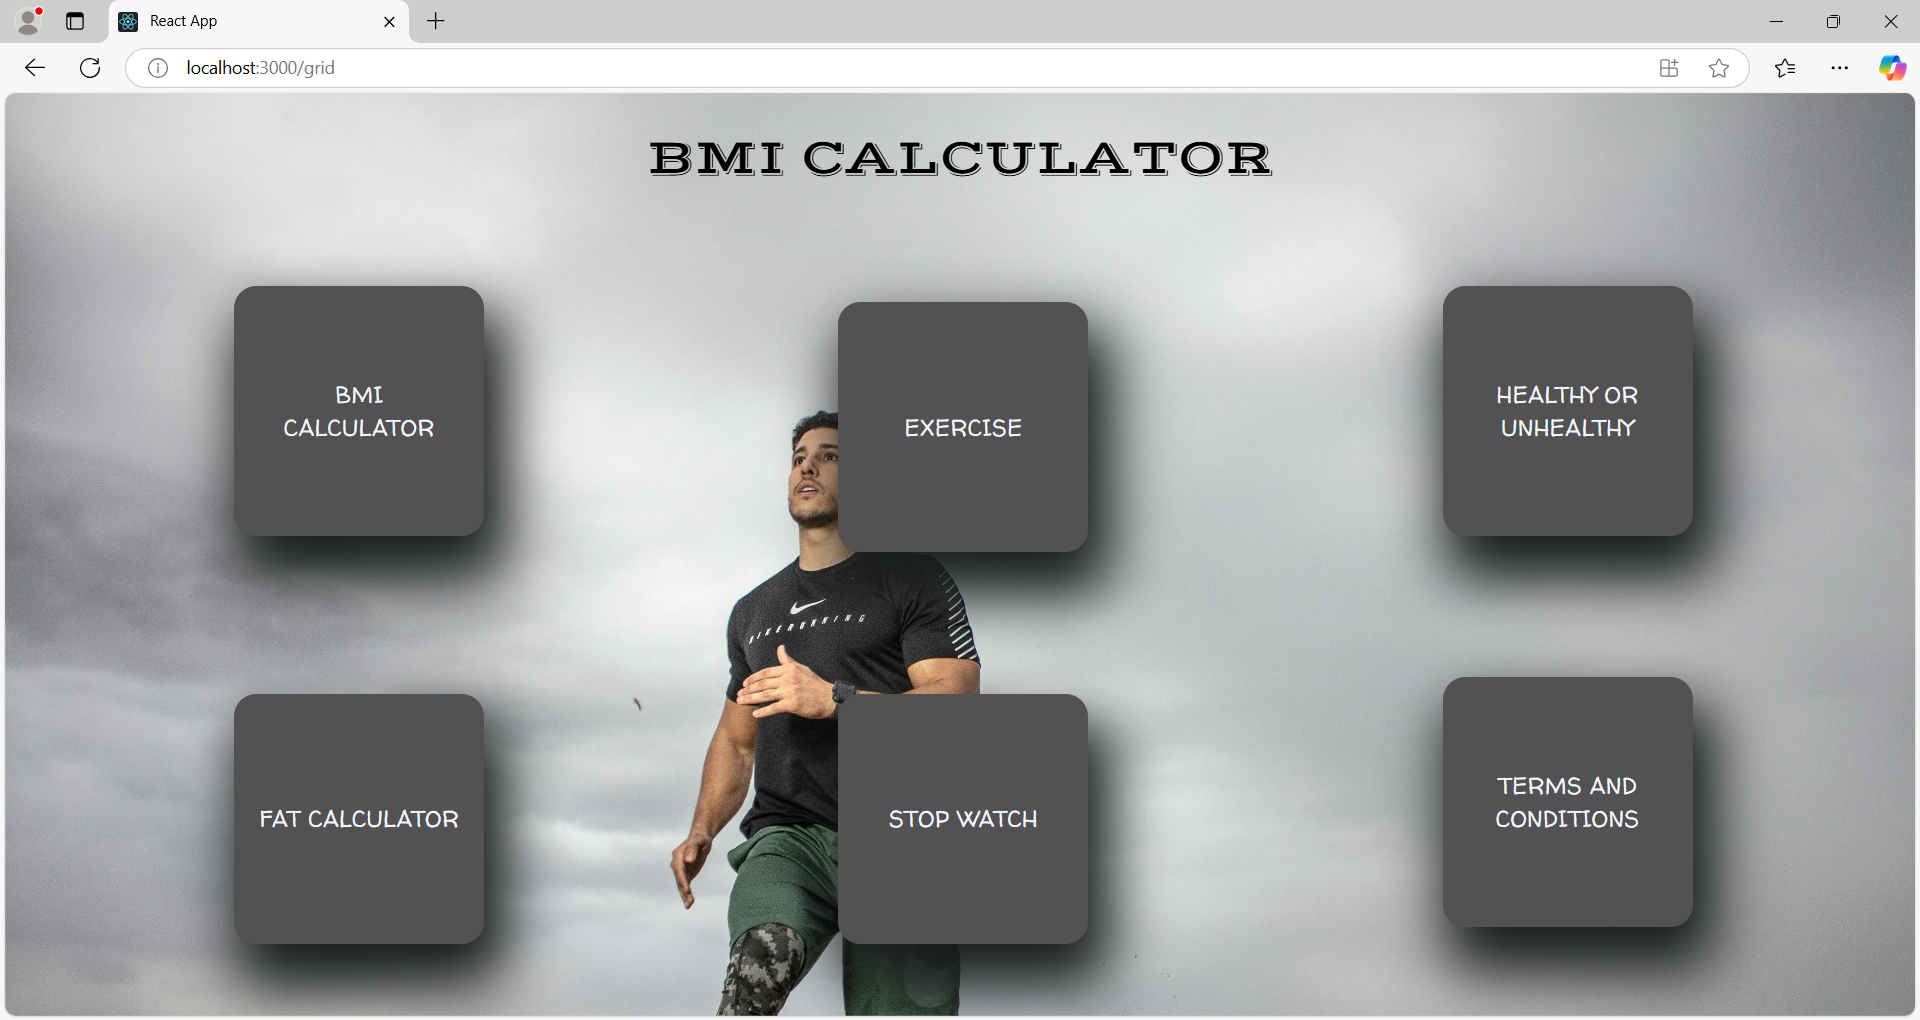 React App
localhost:3000/grid
BMI CALCULATOR
BMI
CALCULATOR
EXERCISE
HEALTHY OR
UNHEALTHY
NIKERUNNING
FAT CALCULATOR
STOP WATCH
TERMS AND
CONDITIONS